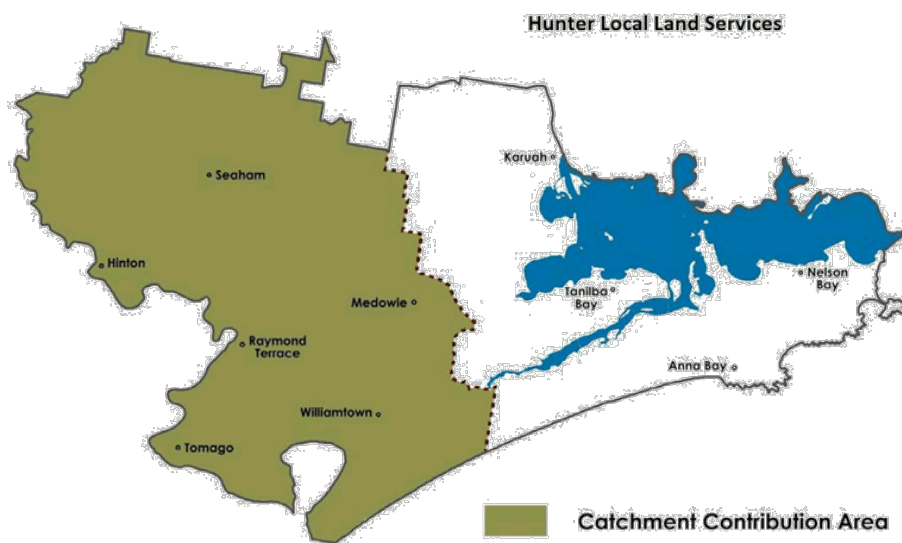 Hunter Local Land Services
Karuah
Seaham
Hinton
Nelson
Bay
Tanilba
Bay
Medowie
Raymond
Terrace
Anna Bay
Williamtown
Tomago
Catchment Contribution Area